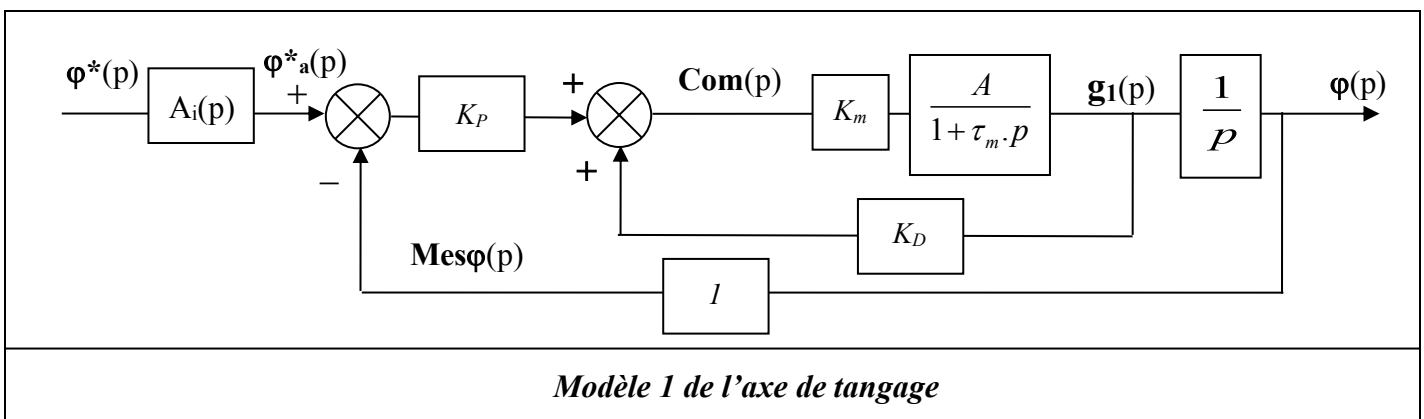 φ*(p)
Aᵢ(p)
φ*ₐ(p)
+
−
K_P
+
+
Com(p)
K_m
A
1+ τ_m.p
g₁(p)
1
p
φ(p)
K_D
Mesφ(p)
1
Modèle 1 de l’axe de tangage